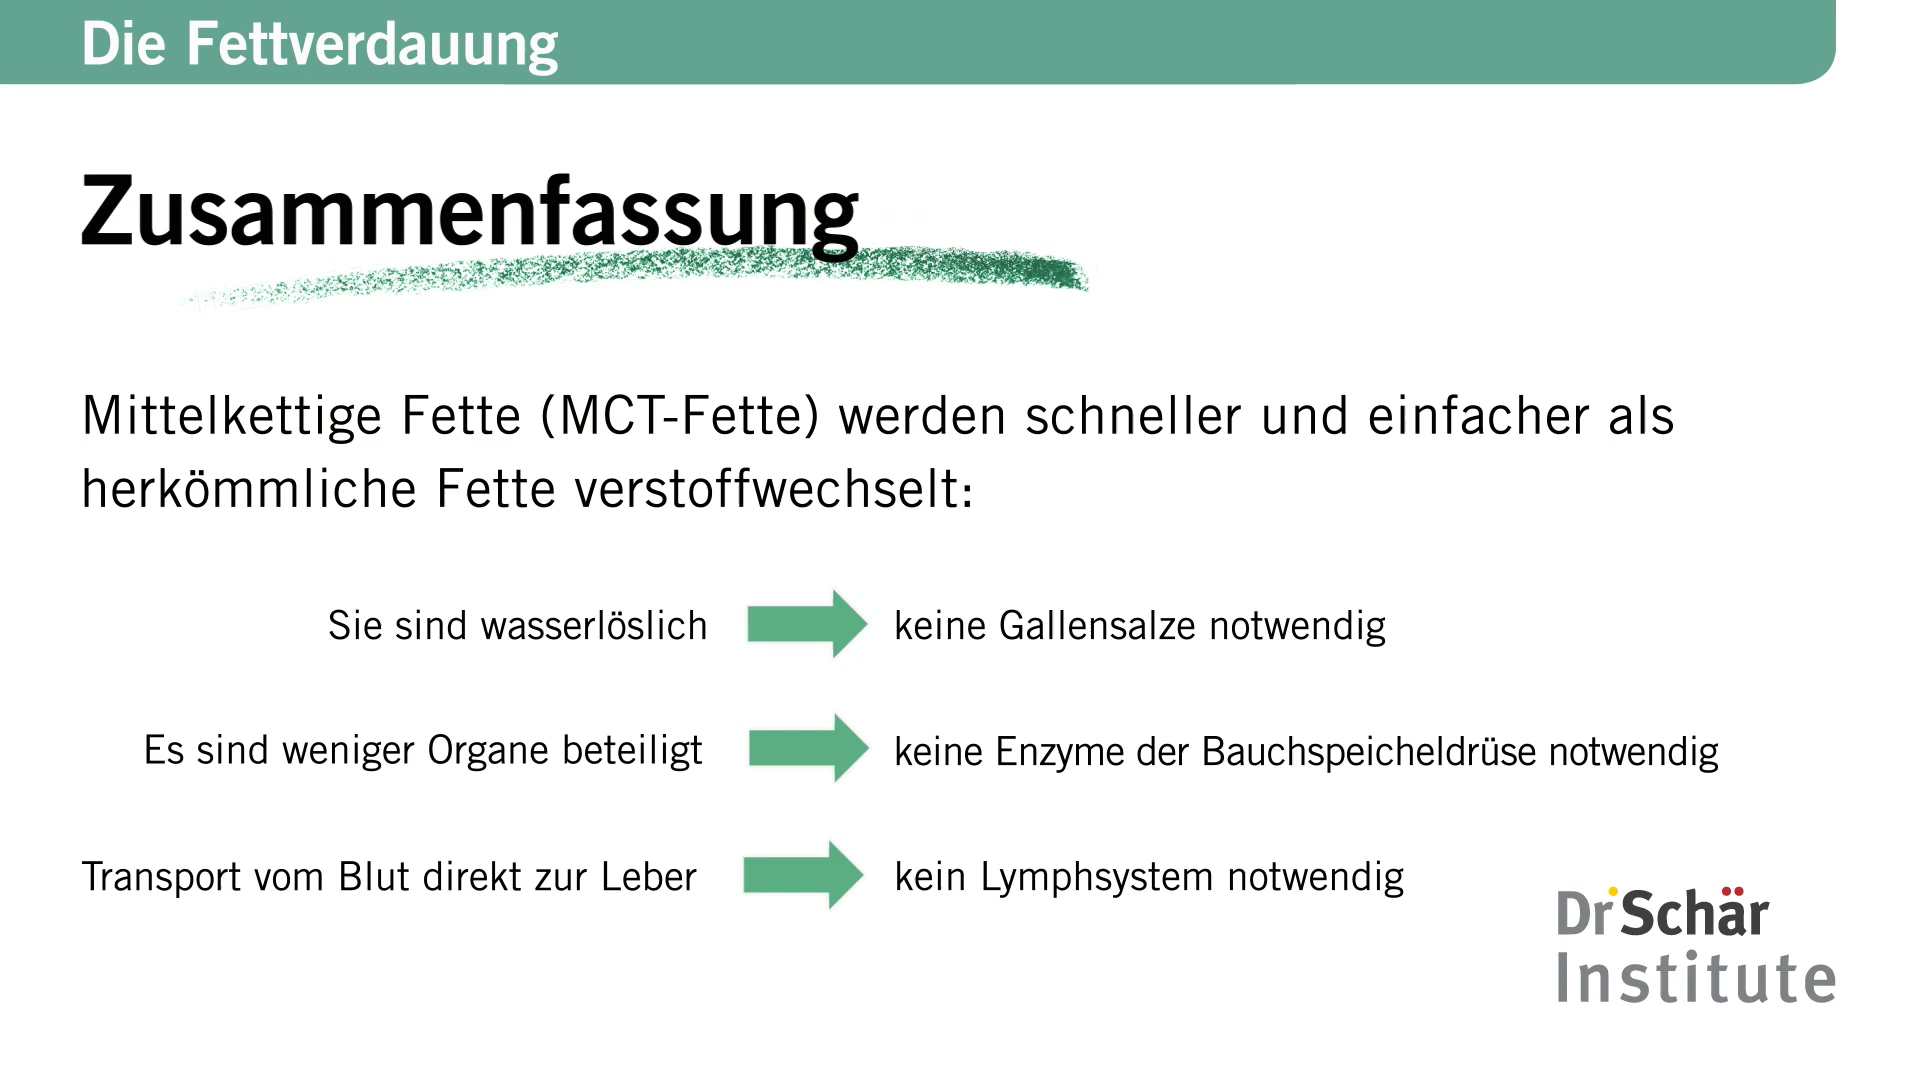 Die Fettverdauung
Zusammenfassung
Mittelkettige Fette (MCT-Fette) werden schneller und einfacher als
herkömmliche Fette verstoffwechselt:
Sie sind wasserlöslich keine Gallensalze notwendig
Es sind weniger Organe beteiligt keine Enzyme der Bauchspeicheldrüse notwendig
Transport vom Blut direkt zur Leber kein Lymphsystem notwendig
Dr Schär
Institute